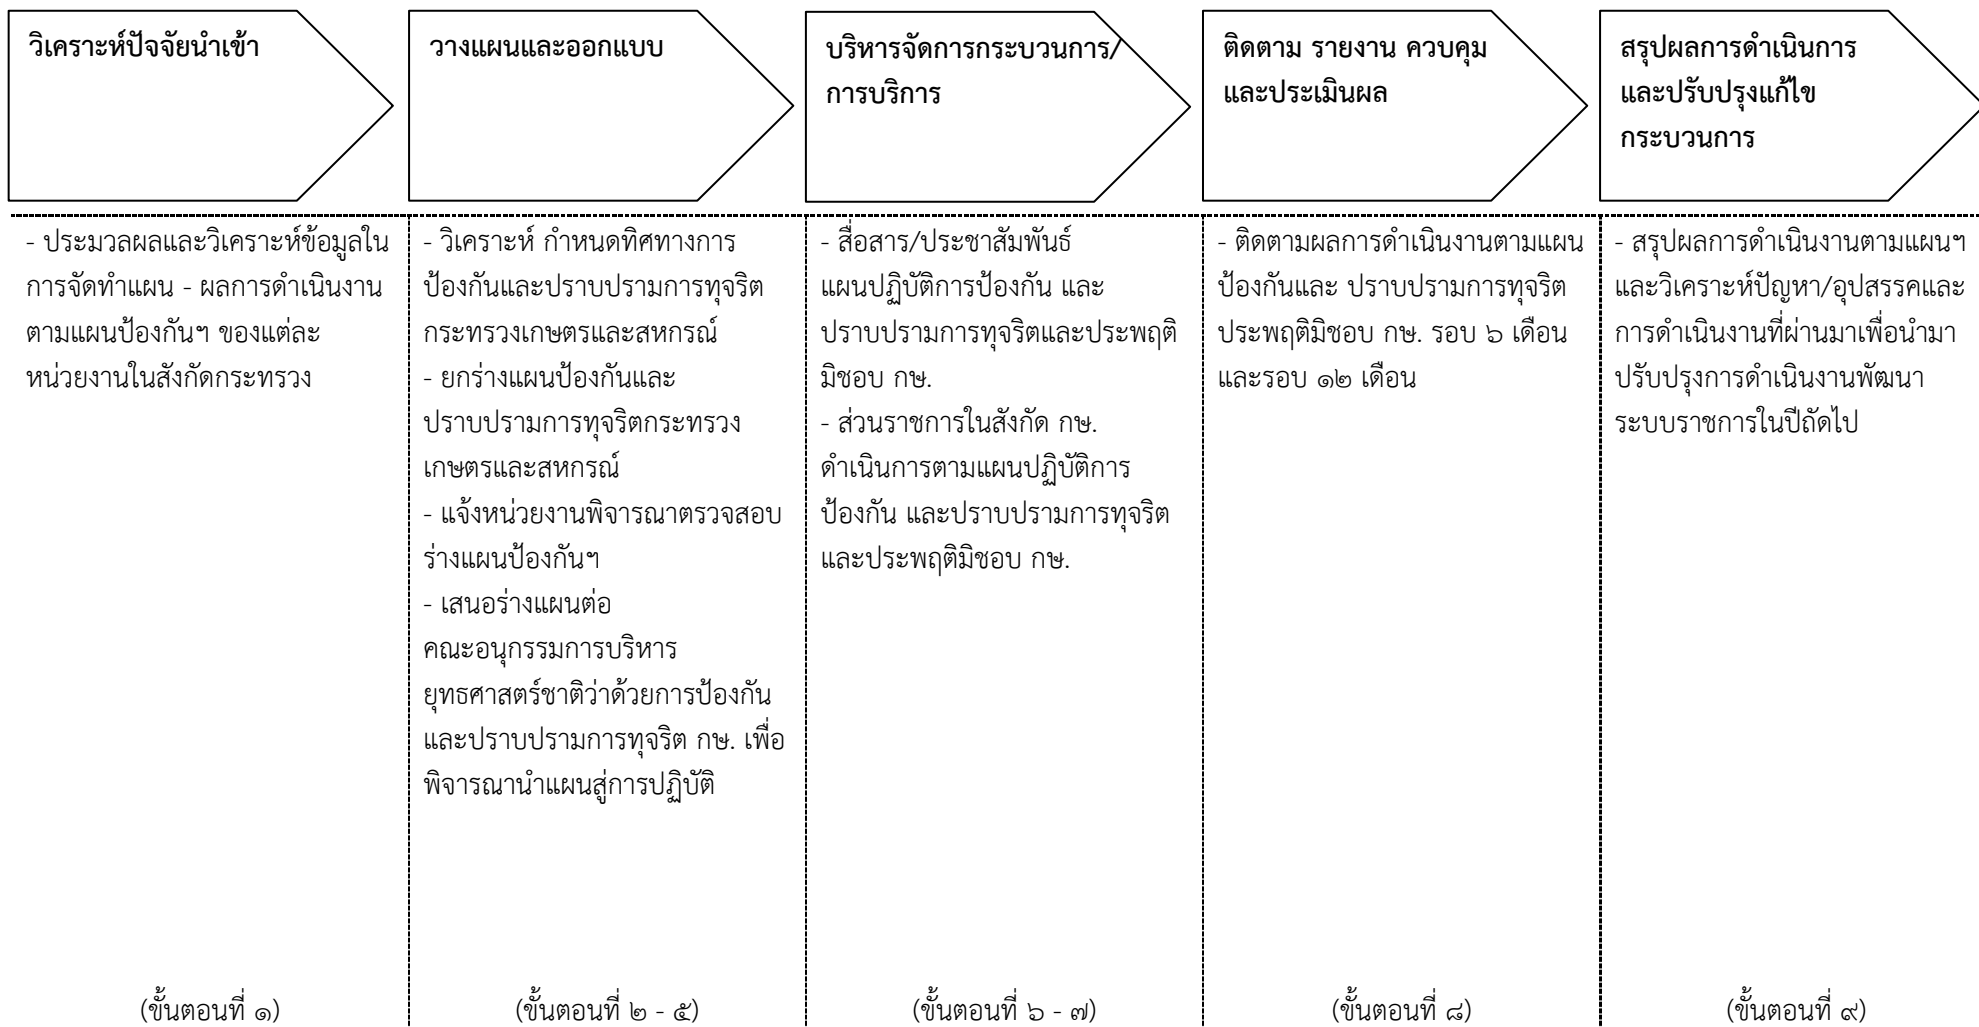 วิเคราะห์ปัจจัยนำเข้า
วางแผนและออกแบบ
บริหารจัดการกระบวนการ/
การบริการ
ติดตาม รายงาน ควบคุม
และประเมินผล
สรุปผลการดำเนินการ
และปรับปรุงแก้ไข
กระบวนการ
- ประมวลผลและวิเคราะห์ข้อมูลใน
การจัดทำแผน - ผลการดำเนินงาน
ตามแผนป้องกันฯ ของแต่ละ
หน่วยงานในสังกัดกระทรวง
(ขั้นตอนที่ ๑)
- วิเคราะห์ กำหนดทิศทางการ
ป้องกันและปราบปรามการทุจริต
กระทรวงเกษตรและสหกรณ์
- ยกร่างแผนป้องกันและ
ปราบปรามการทุจริตกระทรวง
เกษตรและสหกรณ์
- แจ้งหน่วยงานพิจารณาตรวจสอบ
ร่างแผนป้องกันฯ
- เสนอร่างแผนต่อ
คณะอนุกรรมการบริหาร
ยุทธศาสตร์ชาติว่าด้วยการป้องกัน
และปราบปรามการทุจริต กษ. เพื่อ
พิจารณานำแผนสู่การปฏิบัติ
(ขั้นตอนที่ ๒ - ๕)
- สื่อสาร/ประชาสัมพันธ์
แผนปฏิบัติการป้องกัน และ
ปราบปรามการทุจริตและประพฤติ
มิชอบ กษ.
- ส่วนราชการในสังกัด กษ.
ดำเนินการตามแผนปฏิบัติการ
ป้องกัน และปราบปรามการทุจริต
และประพฤติมิชอบ กษ.
(ขั้นตอนที่ ๖ - ๗)
- ติดตามผลการดำเนินงานตามแผน
ป้องกันและ ปราบปรามการทุจริต
ประพฤติมิชอบ กษ. รอบ ๖ เดือน
และรอบ ๑๒ เดือน
(ขั้นตอนที่ ๘)
- สรุปผลการดำเนินงานตามแผนฯ
และวิเคราะห์ปัญหา/อุปสรรคและ
การดำเนินงานที่ผ่านมาเพื่อนำมา
ปรับปรุงการดำเนินงานพัฒนา
ระบบราชการในปีถัดไป
(ขั้นตอนที่ ๙)